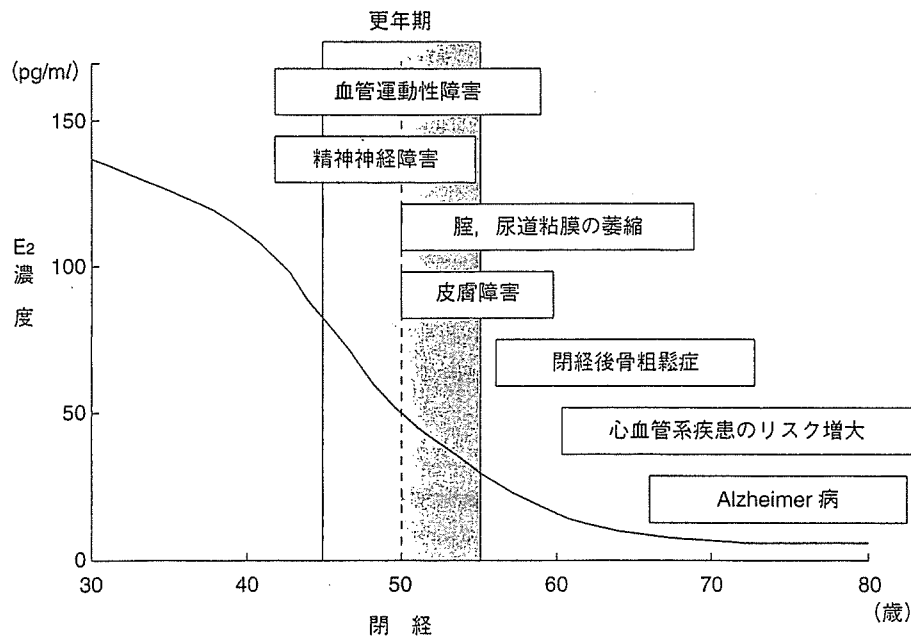 更年期
(pg/ml)
血管運動性障害
150
精神神経障害
腟,尿道粘膜の萎縮
E2
濃
度
100
皮膚障害
閉経後骨粗鬆症
50
心血管系疾患のリスク増大
Alzheimer 病
0
30 40 50 60 70 80
閉 経
(歳)